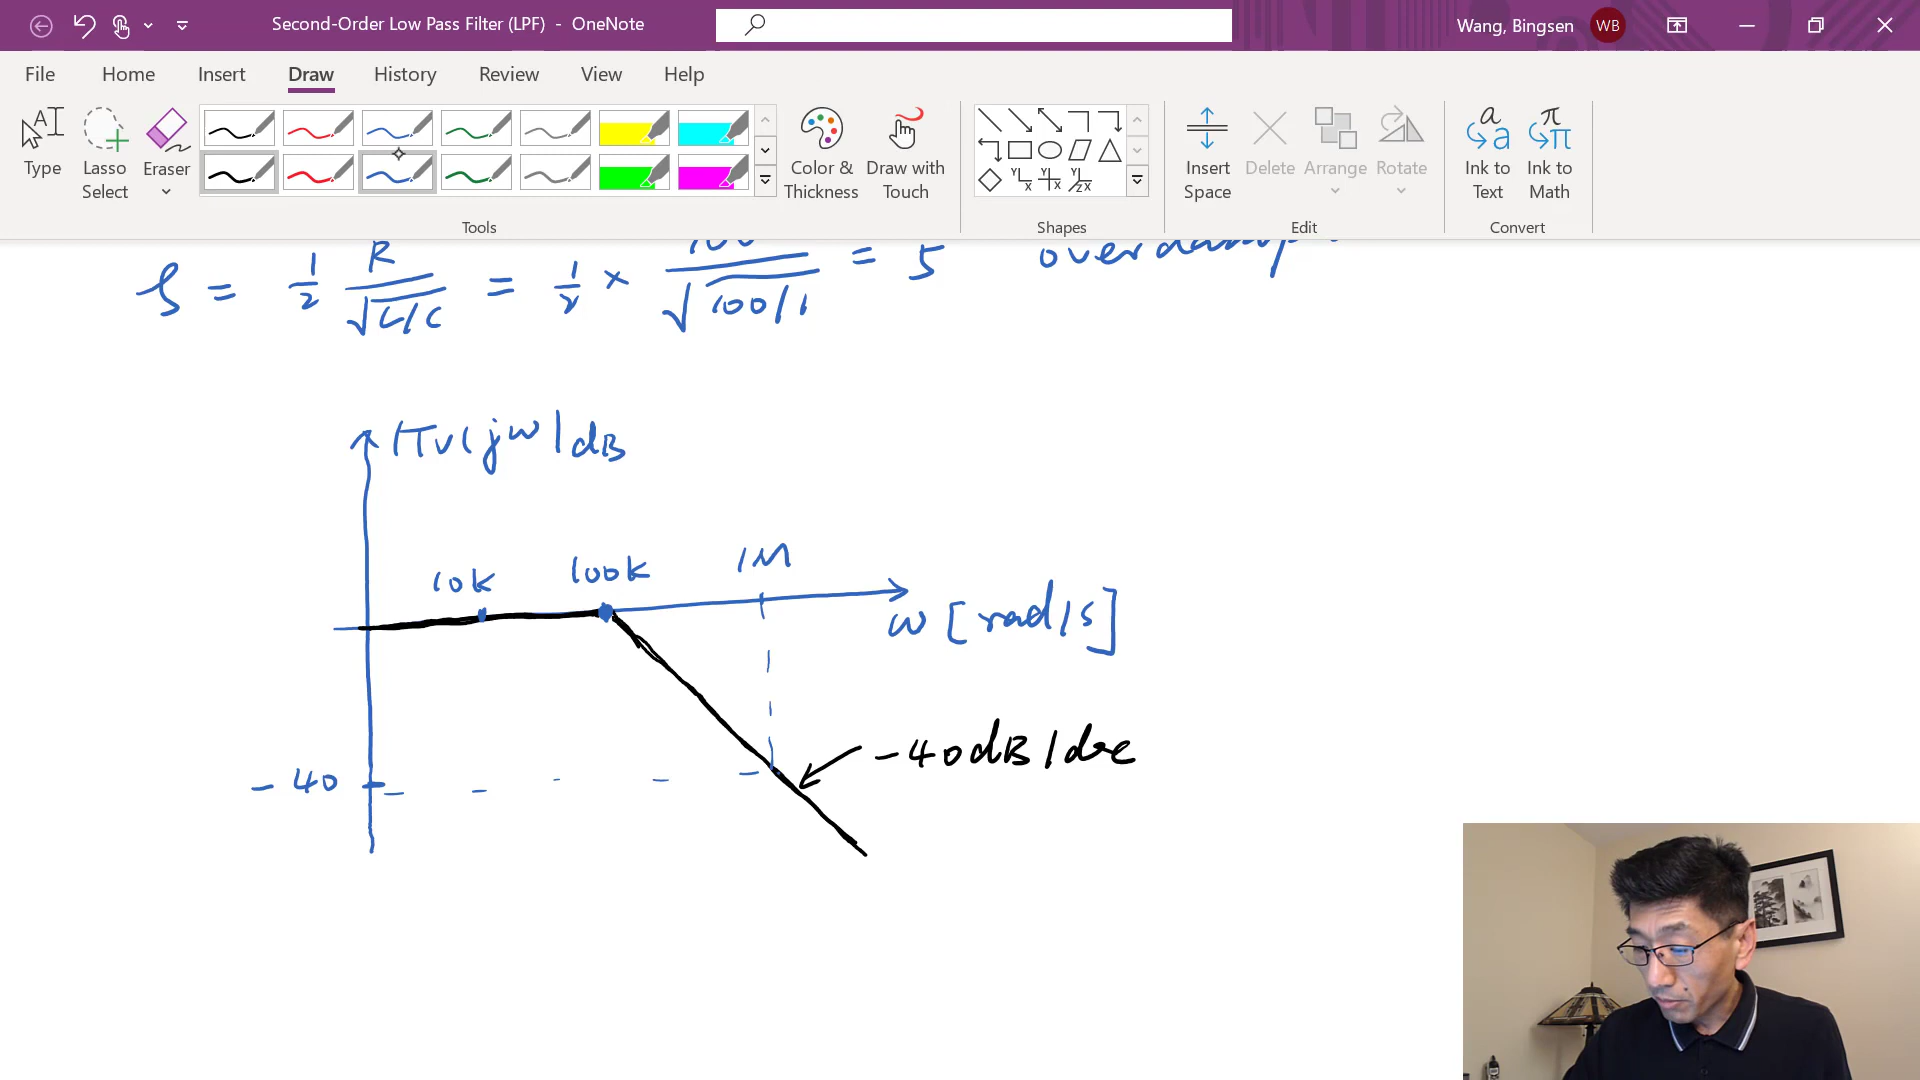 Second-Order Low Pass Filter (LPF) - OneNote
Wang, Bingsen WB
File Home Insert Draw History Review View Help
Type
Lasso Select
Eraser
Color & Thickness
Draw with Touch
Insert Space
Delete
Arrange
Rotate
Ink to Text
Ink to Math
Tools
Shapes
Edit
Convert
ζ = 1/2 R/√L/C = 1/2 × 100/√100/1 = 5
|Tv(jω|dB
10K 100K 1M
ω [rad/s]
-40dB/dec
-40